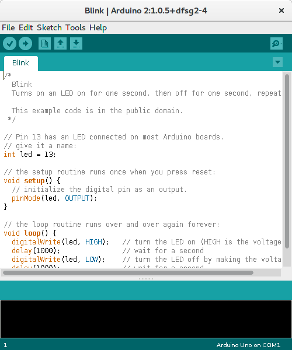 Blink | Arduino 2:1.0.5+dfsg2-4
File Edit Sketch Tools Help
Blink
/*
  Blink
  Turns on an LED on for one second, then off for one second, repeat

  This example code is in the public domain.
 */

// Pin 13 has an LED connected on most Arduino boards.
// give it a name:
int led = 13;

// the setup routine runs once when you press reset:
void setup() {
  // initialize the digital pin as an output.
  pinMode(led, OUTPUT);
}

// the loop routine runs over and over again forever:
void loop() {
  digitalWrite(led, HIGH);   // turn the LED on (HIGH is the voltage
  delay(1000);               // wait for a second
  digitalWrite(led, LOW);    // turn the LED off by making the voltage
  delay(1000);               // wait for a second
1
Arduino Uno on COM1